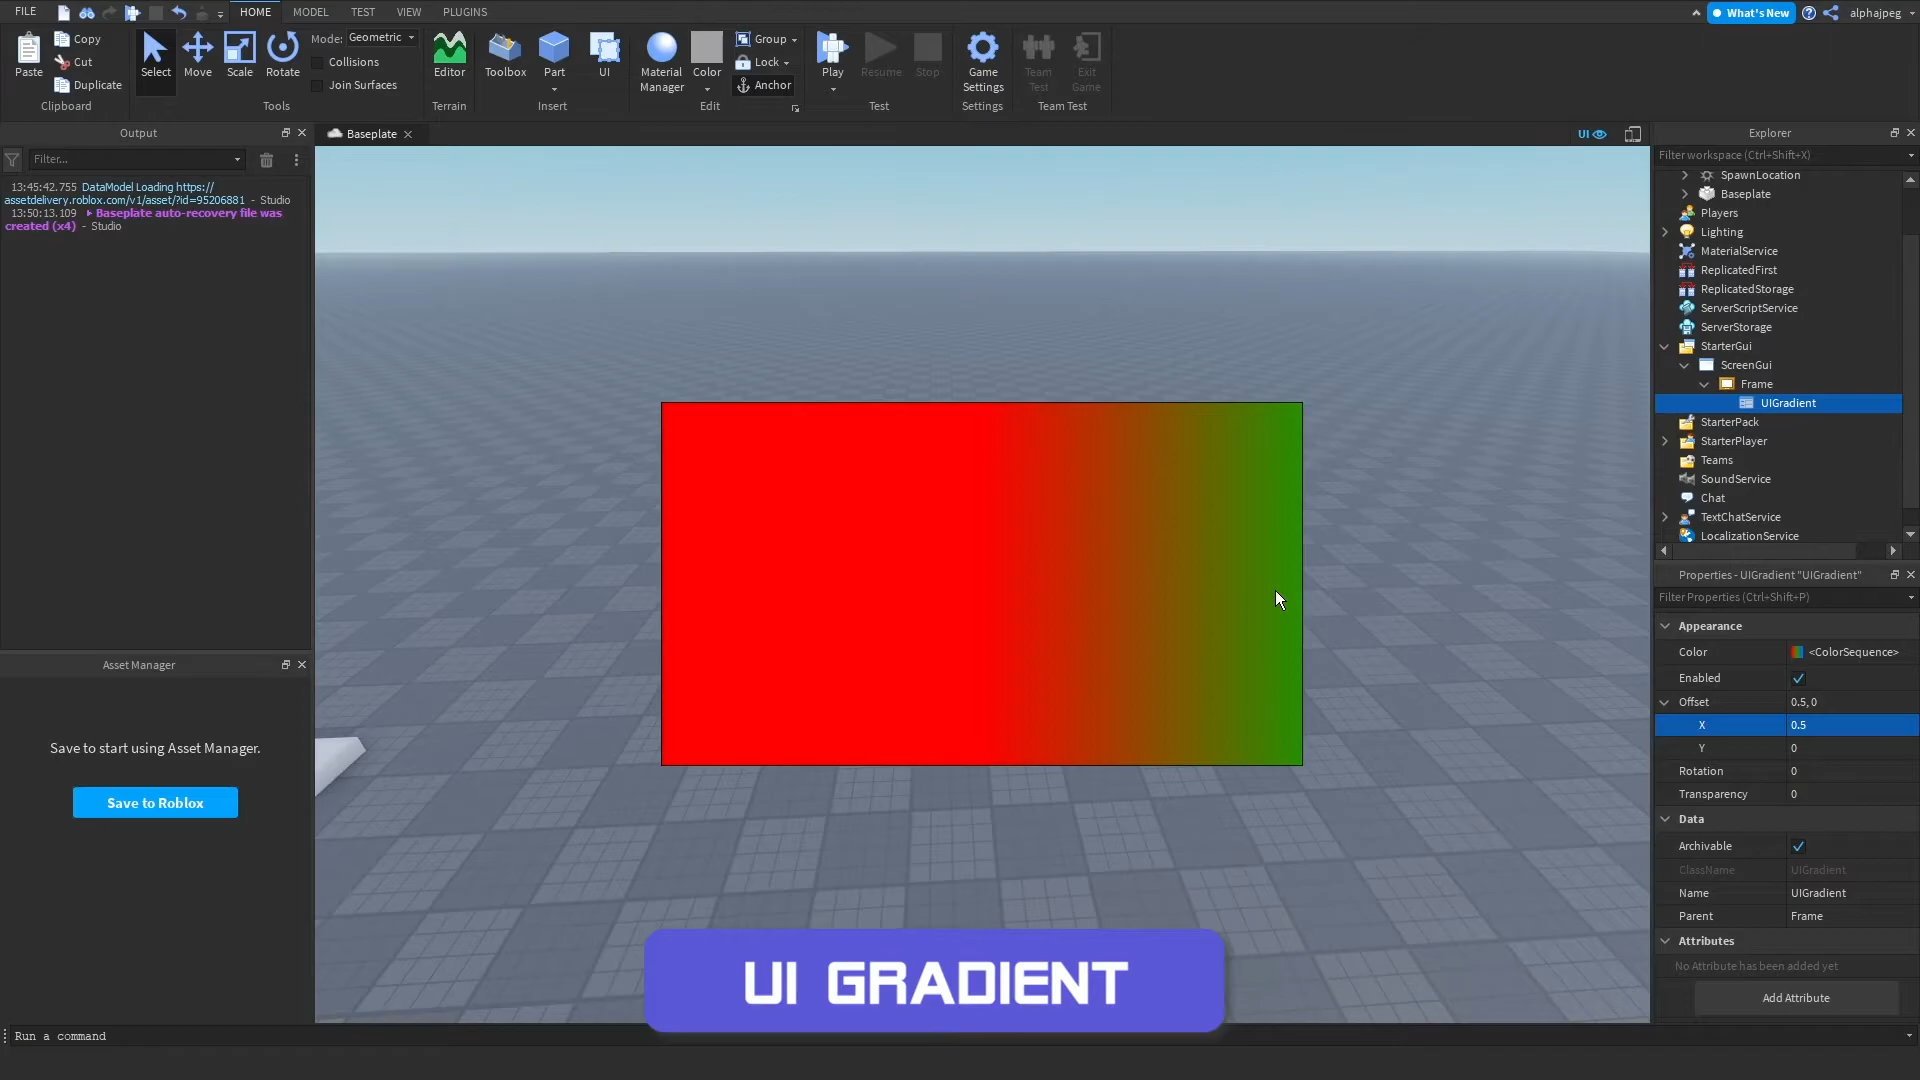 FILE
HOME
MODEL
TEST
VIEW
PLUGINS
What's New
alphajpeg
Paste
Copy
Cut
Duplicate
Clipboard
Select
Move
Scale
Rotate
Mode: Geometric
Collisions
Join Surfaces
Tools
Editor
Terrain
Toolbox
Part
UI
Insert
Material
Manager
Color
Group
Lock
Anchor
Edit
Play
Resume
Stop
Test
Game
Settings
Settings
Team
Test
Exit
Game
Team Test
Output
Filter...
13:45:42.755 DataModel Loading https://
assetdelivery.roblox.com/v1/asset/?id=95206881 - Studio
13:50:13.109 Baseplate auto-recovery file was
created (x4) - Studio
Asset Manager
Save to start using Asset Manager.
Save to Roblox
Baseplate
UI
UI GRADIENT
Explorer
Filter workspace (Ctrl+Shift+X)
SpawnLocation
Baseplate
Players
Lighting
MaterialService
ReplicatedFirst
ReplicatedStorage
ServerScriptService
ServerStorage
StarterGui
ScreenGui
Frame
UIGradient
StarterPack
StarterPlayer
Teams
SoundService
Chat
TextChatService
LocalizationService
Properties - UIGradient "UIGradient"
Filter Properties (Ctrl+Shift+P)
Appearance
Color <ColorSequence>
Enabled
Offset 0.5, 0
X 0.5
Y 0
Rotation 0
Transparency 0
Data
Archivable
ClassName UIGradient
Name UIGradient
Parent Frame
Attributes
No Attribute has been added yet
Add Attribute
Run a command